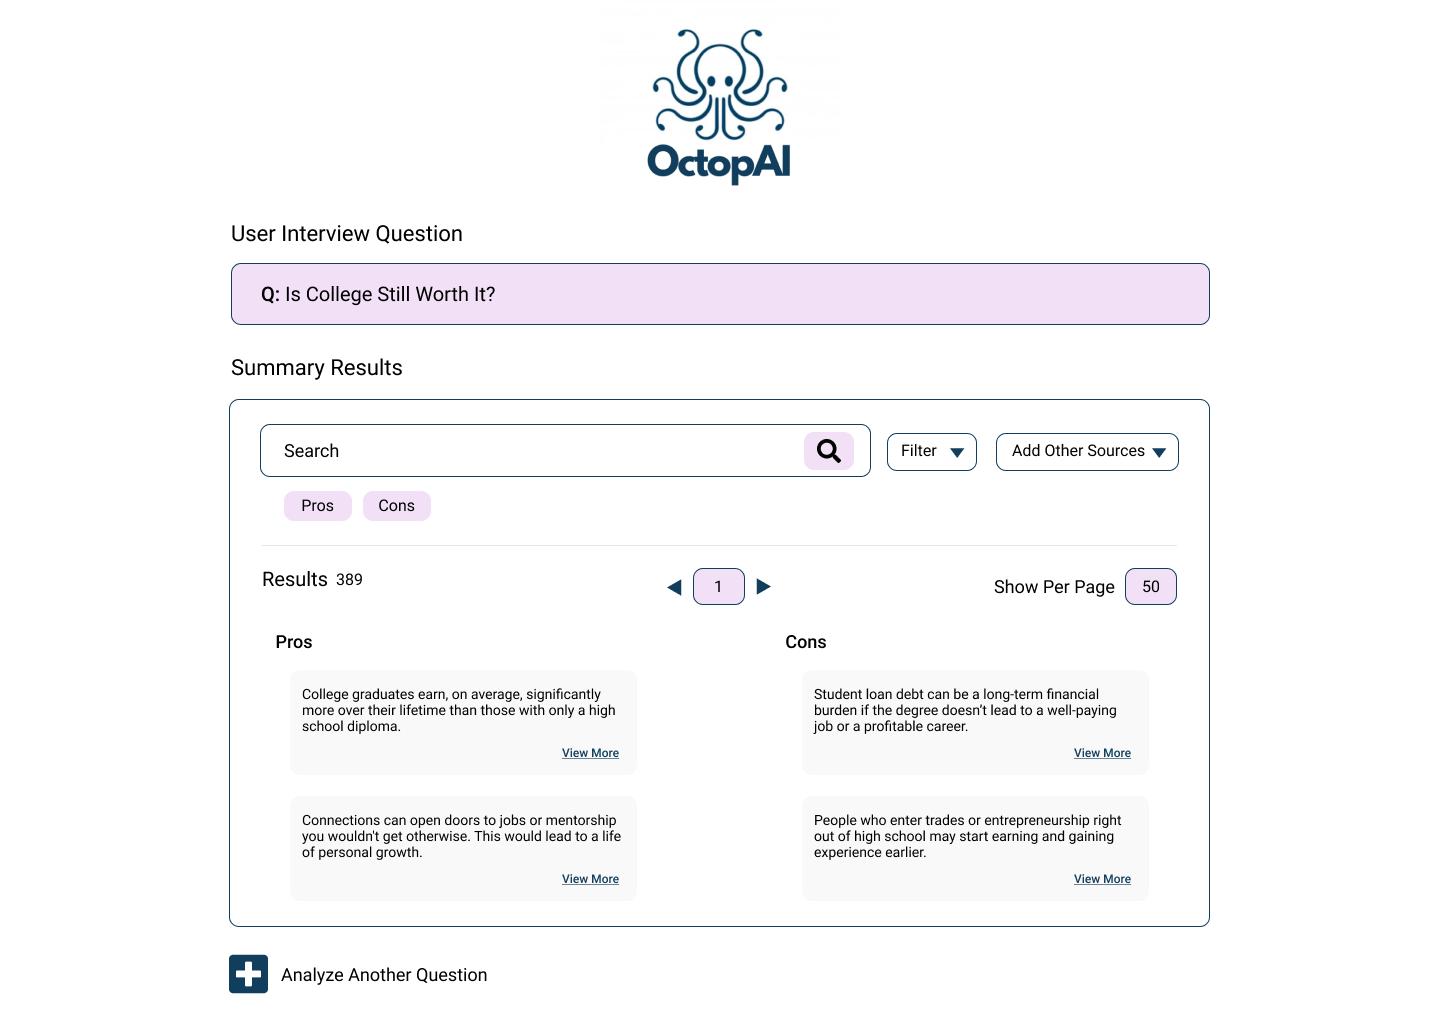 OctopAI
User Interview Question
Q: Is College Still Worth It?
Summary Results
Search
Filter
Add Other Sources
Pros
Cons
Results 389
1
Show Per Page
50
Pros
College graduates earn, on average, significantly
more over their lifetime than those with only a high
school diploma.
View More
Connections can open doors to jobs or mentorship
you wouldn't get otherwise. This would lead to a life
of personal growth.
View More
Cons
Student loan debt can be a long-term financial
burden if the degree doesn’t lead to a well-paying
job or a profitable career.
View More
People who enter trades or entrepreneurship right
out of high school may start earning and gaining
experience earlier.
View More
Analyze Another Question